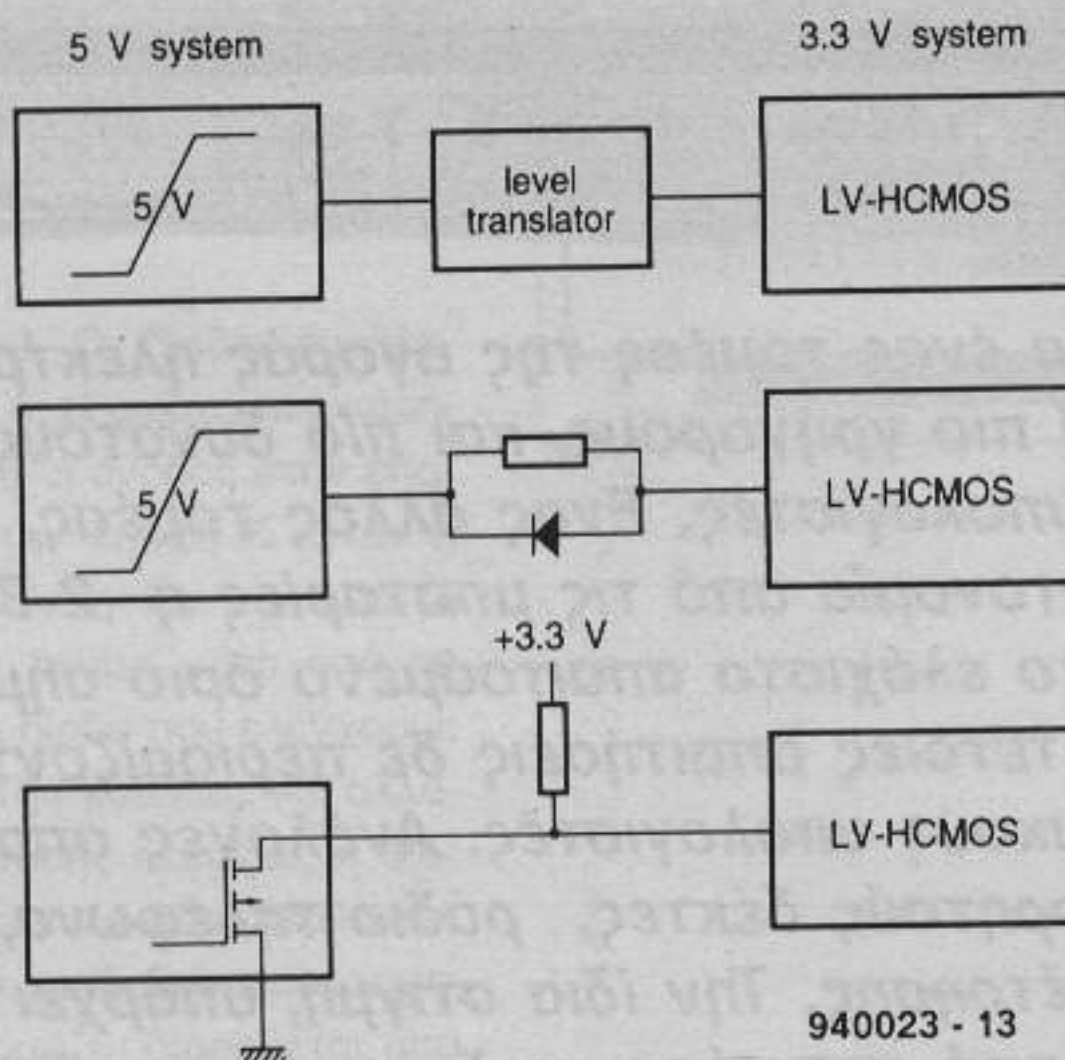 5 V system
3.3 V system
5 V
level
translator
LV-HCMOS
5 V
LV-HCMOS
+3.3 V
LV-HCMOS
940023 - 13